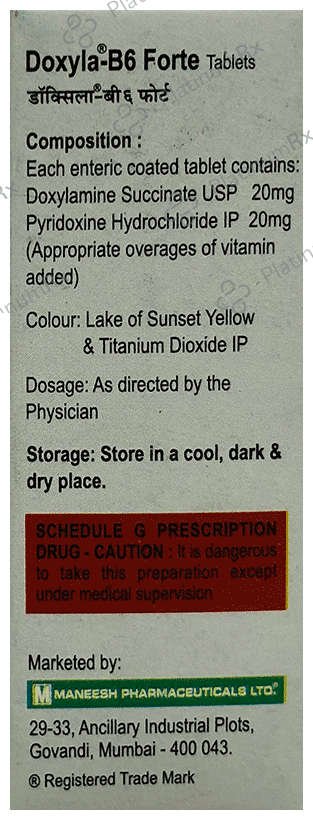 Doxyla®-B6 Forte Tablets
डॉक्सिला®-बी ६ फोर्ट
Composition :
Each enteric coated tablet contains:
Doxylamine Succinate USP 20mg
Pyridoxine Hydrochloride IP 20mg
(Appropriate overages of vitamin
added)
Colour: Lake of Sunset Yellow
& Titanium Dioxide IP
Dosage: As directed by the
Physician
Storage: Store in a cool, dark &
dry place.
SCHEDULE G PRESCRIPTION
DRUG - CAUTION : It is dangerous
to take this preparation except
under medical supervision
Marketed by:
M MANEESH PHARMACEUTICALS LTD.®
29-33, Ancillary Industrial Plots,
Govandi, Mumbai - 400 043.
® Registered Trade Mark